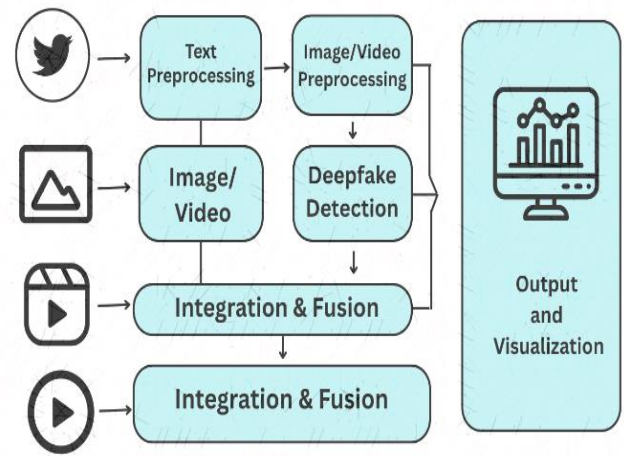 Text
Preprocessing
Image/Video
Preprocessing
Image/
Video
Deepfake
Detection
Integration & Fusion
Integration & Fusion
Output
and
Visualization